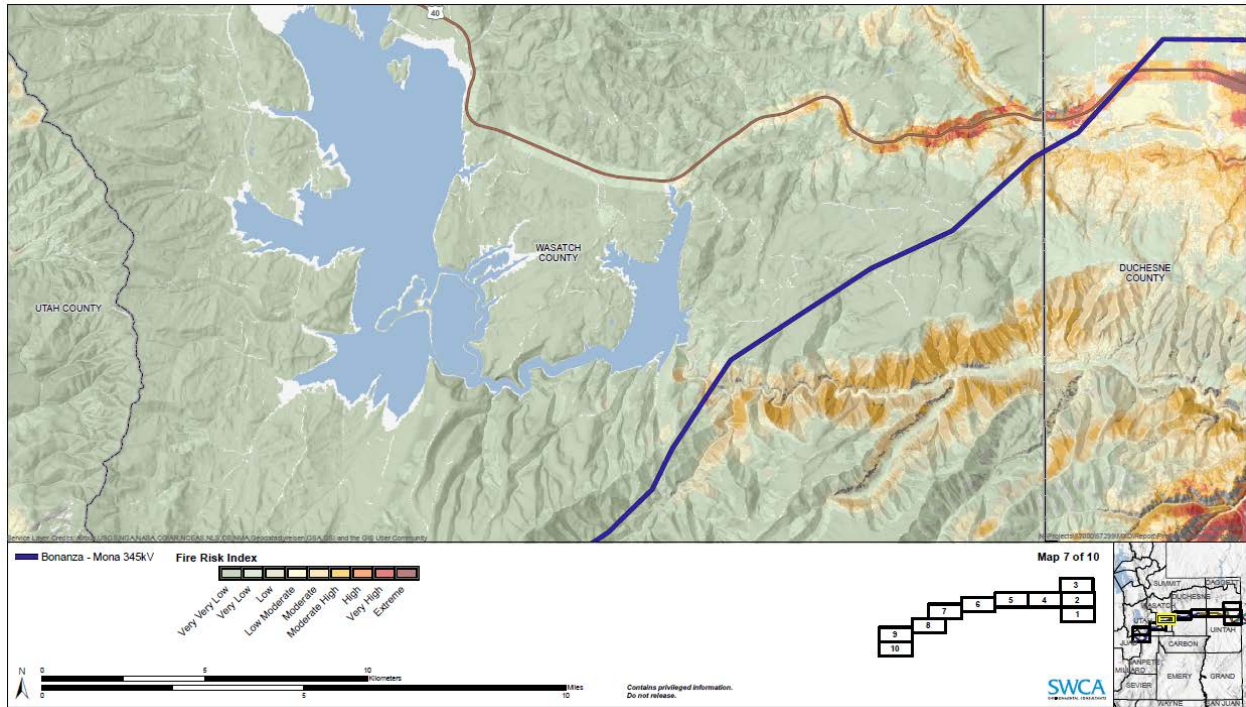 40
WASATCH
COUNTY
UTAH COUNTY
DUCHESNE
COUNTY
Bonanza - Mona 345kV
Fire Risk Index
Very Very Low
Very Low
Low
Low Moderate
Moderate
Moderate High
High
Very High
Extreme
Map 7 of 10
3
5
4
2
6
1
7
8
9
10
N
0
5
10
Kilometers
0
5
10
Miles
Contains privileged information.
Do not release.
SWCA
ENVIRONMENTAL CONSULTANTS
SUMMIT
DAGGETT
DUCHESNE
WASATCH
UINTAH
CARBON
SANPETE
MILLARD
EMERY
GRAND
SEVIER
WAYNE
SAN JUAN